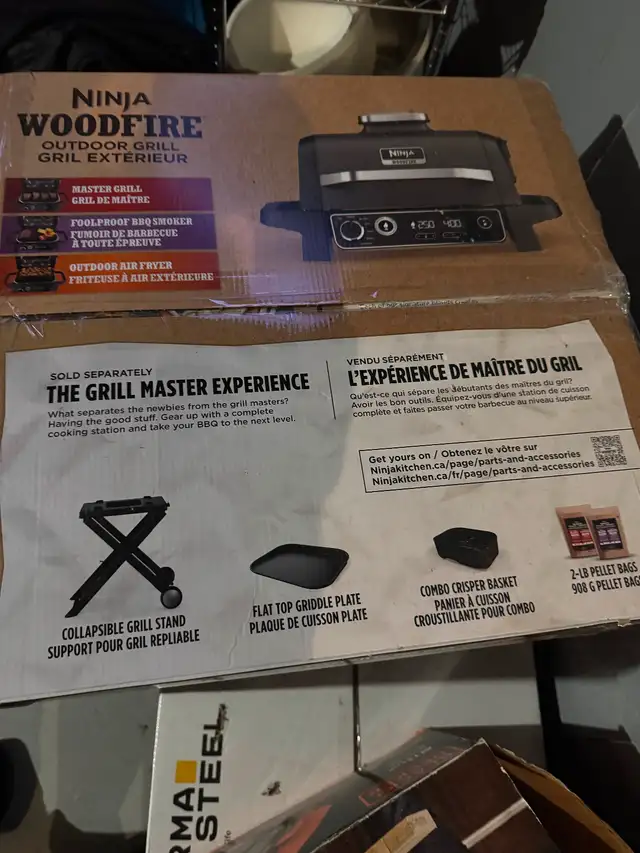 NINJA
WOODFIRE
OUTDOOR GRILL
GRIL EXTÉRIEUR
MASTER GRILL
GRIL DE MAÎTRE
FOOLPROOF BBQ SMOKER
FUMOIR DE BARBECUE
À TOUTE ÉPREUVE
OUTDOOR AIR FRYER
FRITEUSE À AIR EXTÉRIEURE
NINJA
WOODFIRE
250 400
SOLD SEPARATELY
THE GRILL MASTER EXPERIENCE
What separates the newbies from the grill masters?
Having the good stuff. Gear up with a complete
cooking station and take your BBQ to the next level.
VENDU SÉPARÉMENT
L'EXPÉRIENCE DE MAÎTRE DU GRIL
Qu'est-ce qui sépare les débutants des maîtres du gril?
Avoir les bon outils. Équipez-vous d'une station de cuisson
complète et faites passer votre barbecue au niveau supérieur.
Get yours on / Obtenez le vôtre sur
Ninjakitchen.ca/page/parts-and-accessories
Ninjakitchen.ca/fr/page/parts-and-accessories
COLLAPSIBLE GRILL STAND
SUPPORT POUR GRIL REPLIABLE
FLAT TOP GRIDDLE PLATE
PLAQUE DE CUISSON PLATE
COMBO CRISPER BASKET
PANIER À CUISSON
CROUSTILLANTE POUR COMBO
2-LB PELLET BAGS
908 G PELLET BAG
RMA
STEEL